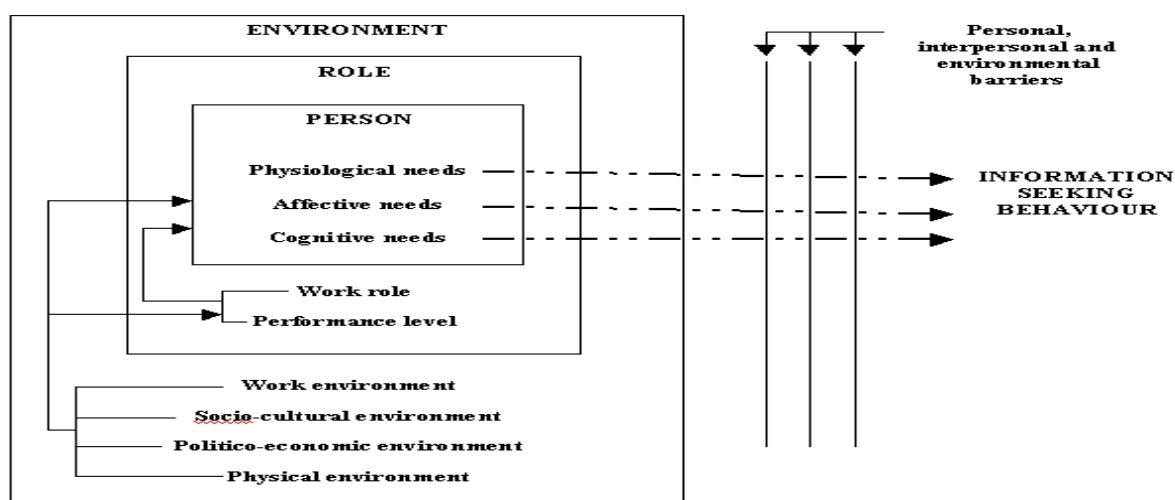 ENVIRONMENT
ROLE
PERSON
Physiological needs
Affective needs
Cognitive needs
Work role
Performance level
Work environment
Socio-cultural environment
Politico-economic environment
Physical environment
Personal,
interpersonal and
environmental
barriers
INFORMATION
SEEKING
BEHAVIOUR